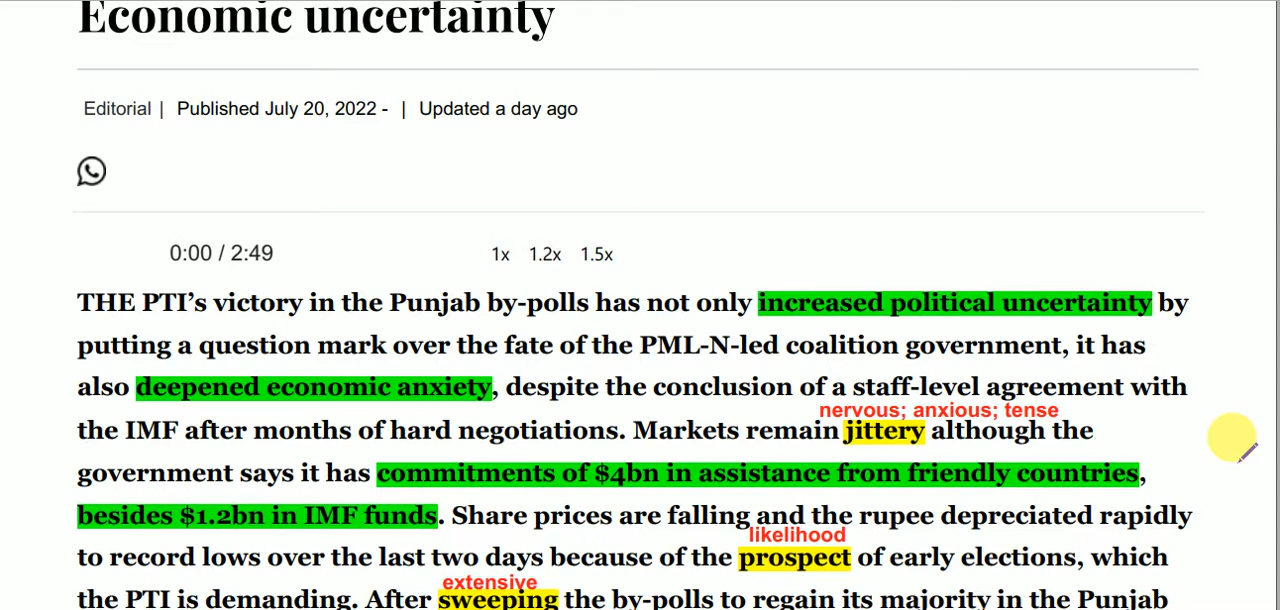 Economic uncertainty
Editorial | Published July 20, 2022 - | Updated a day ago
0:00 / 2:49 1x 1.2x 1.5x
THE PTI’s victory in the Punjab by-polls has not only increased political uncertainty by
putting a question mark over the fate of the PML-N-led coalition government, it has
also deepened economic anxiety, despite the conclusion of a staff-level agreement with
nervous; anxious; tense
the IMF after months of hard negotiations. Markets remain jittery although the
government says it has commitments of $4bn in assistance from friendly countries,
besides $1.2bn in IMF funds. Share prices are falling and the rupee depreciated rapidly
likelihood
to record lows over the last two days because of the prospect of early elections, which
extensive
the PTI is demanding. After sweeping the by-polls to regain its majority in the Punjab